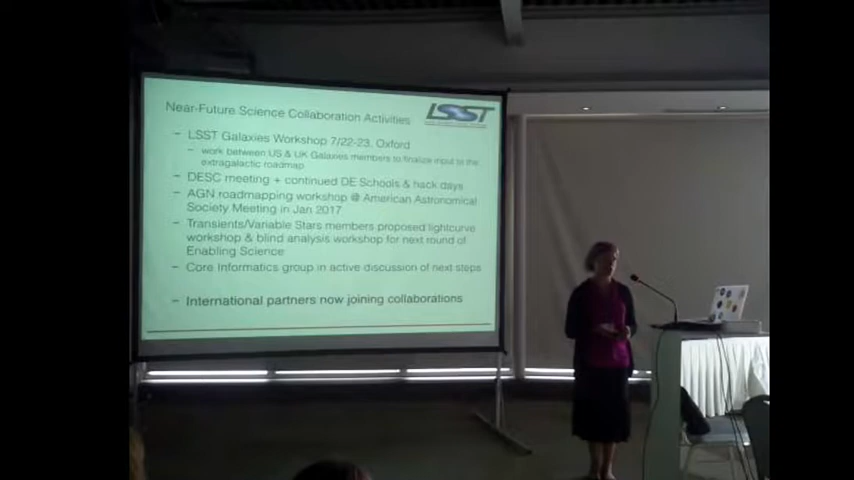 Near-Future Science Collaboration Activities
LSST
– LSST Galaxies Workshop 7/22-23, Oxford
– work between US & UK Galaxies members to finalize input to the
extragalactic roadmap
– DESC meeting + continued DE Schools & hack days
– AGN roadmapping workshop @ American Astronomical
Society Meeting in Jan 2017
– Transients/Variable Stars members proposed lightcurve
workshop & blind analysis workshop for next round of
Enabling Science
– Core Informatics group in active discussion of next steps
– International partners now joining collaborations